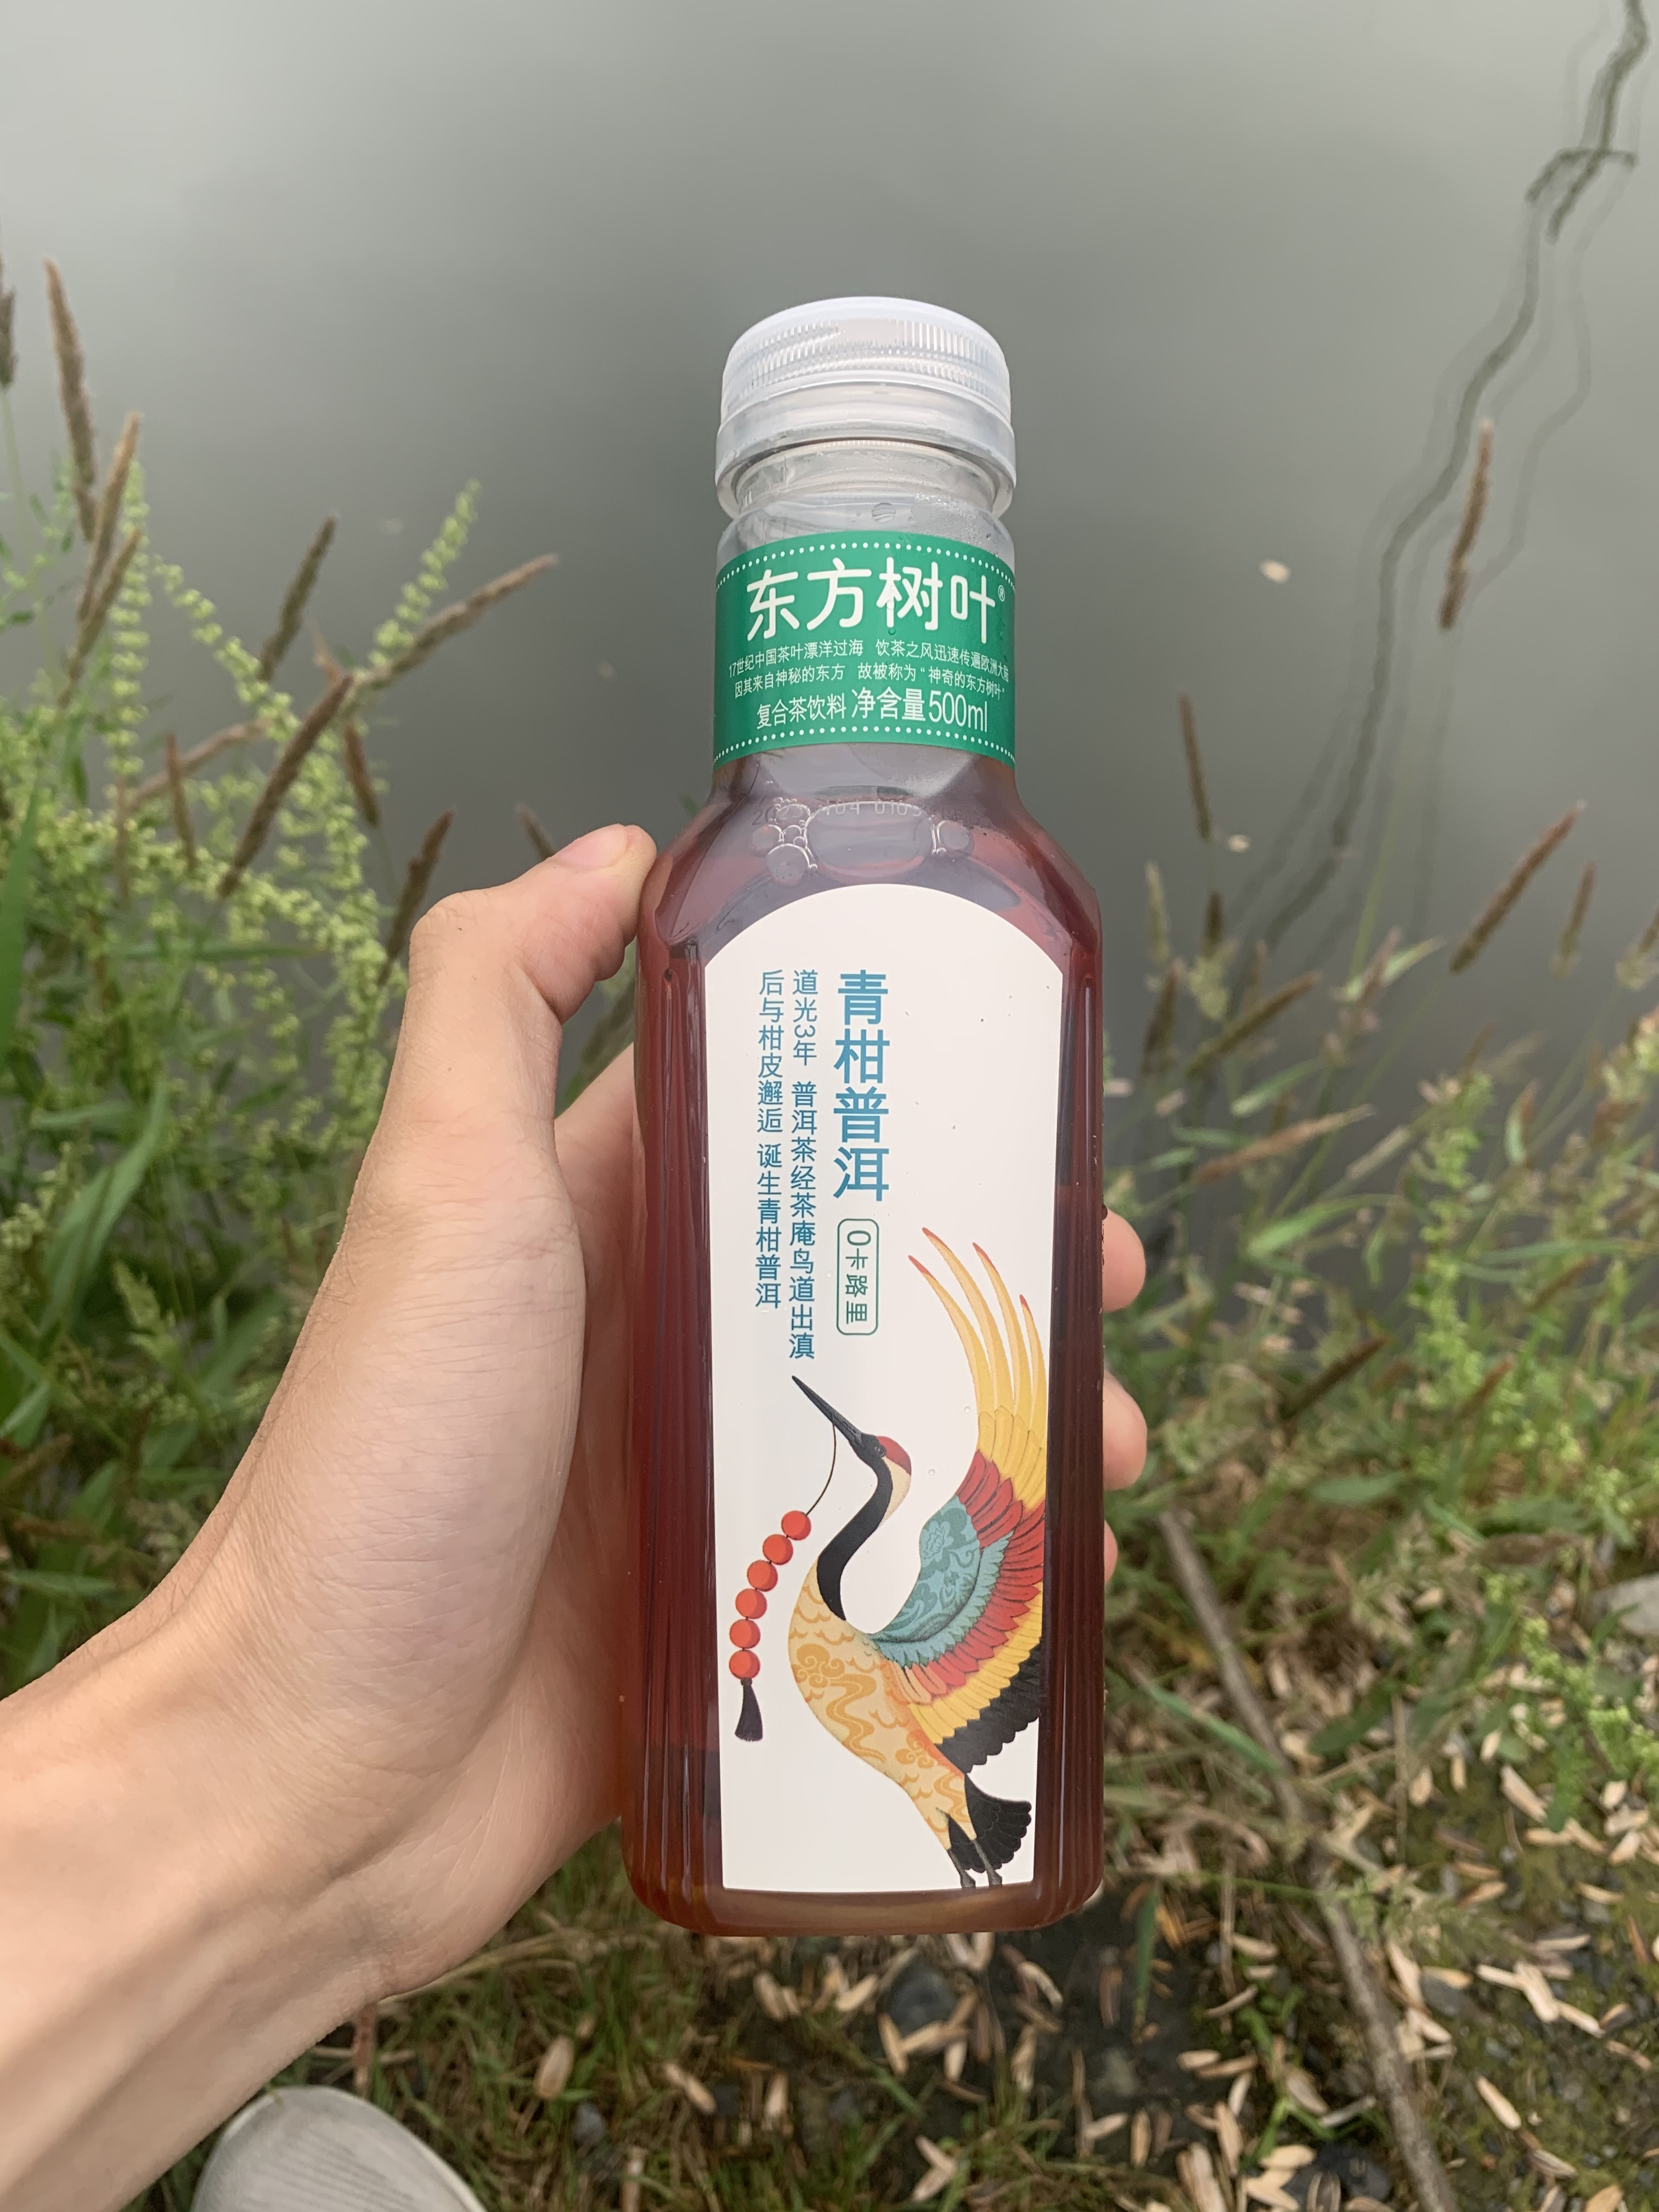 东方树叶®
17世纪中国茶叶漂洋过海 饮茶之风迅速传遍欧洲大陆
因其来自神秘的东方 故被称为“神奇的东方树叶”
复合茶饮料 净含量500ml
青柑普洱 0卡路里
道光3年 普洱茶经茶庵鸟道出滇
后与柑皮邂逅 诞生青柑普洱